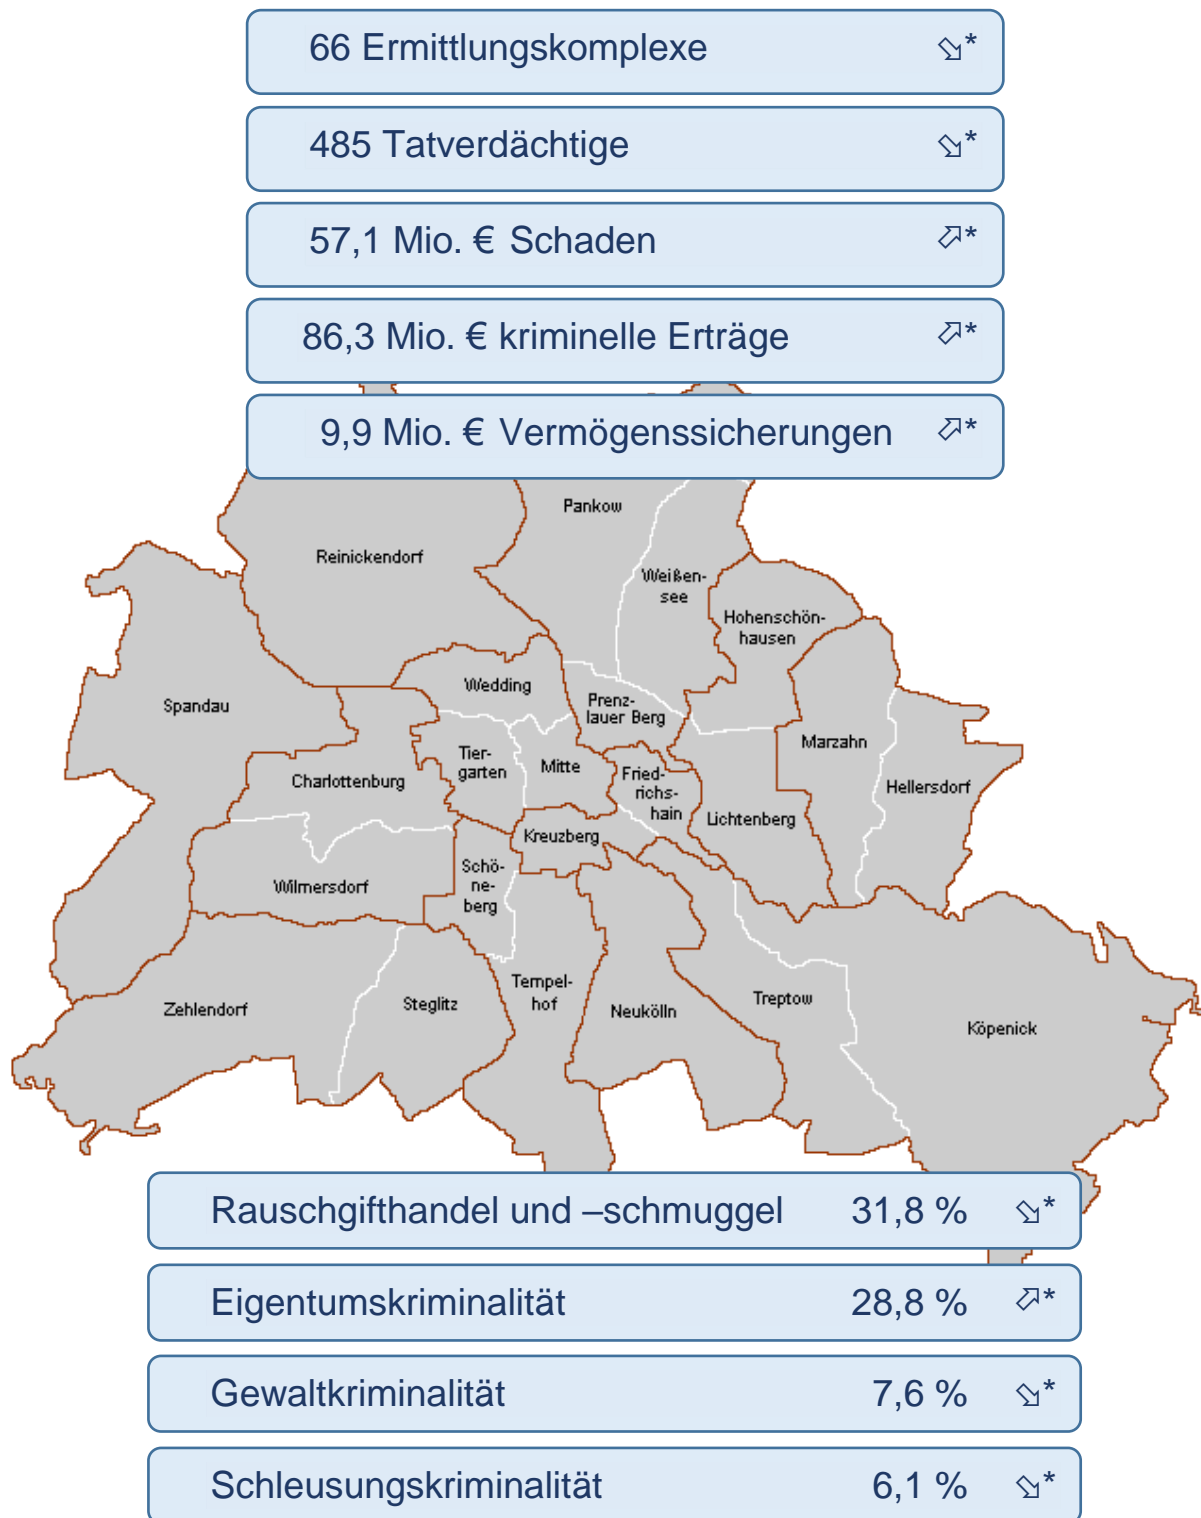 66 Ermittlungskomplexe ⬂*
485 Tatverdächtige ⬂*
57,1 Mio. € Schaden ⬀*
86,3 Mio. € kriminelle Erträge ⬀*
9,9 Mio. € Vermögenssicherungen ⬀*
Pankow
Reinickendorf
Weißen-
see
Hohenschön-
hausen
Wedding
Spandau
Prenz-
lauer Berg
Marzahn
Tier-
garten
Mitte
Charlottenburg
Fried-
richs-
hain
Hellersdorf
Lichtenberg
Kreuzberg
Schö-
ne-
berg
Wilmersdorf
Tempel-
hof
Zehlendorf
Steglitz
Neukölln
Treptow
Köpenick
Rauschgifthandel und –schmuggel 31,8 % ⬂*
Eigentumskriminalität 28,8 % ⬀*
Gewaltkriminalität 7,6 % ⬂*
Schleusungskriminalität 6,1 % ⬂*